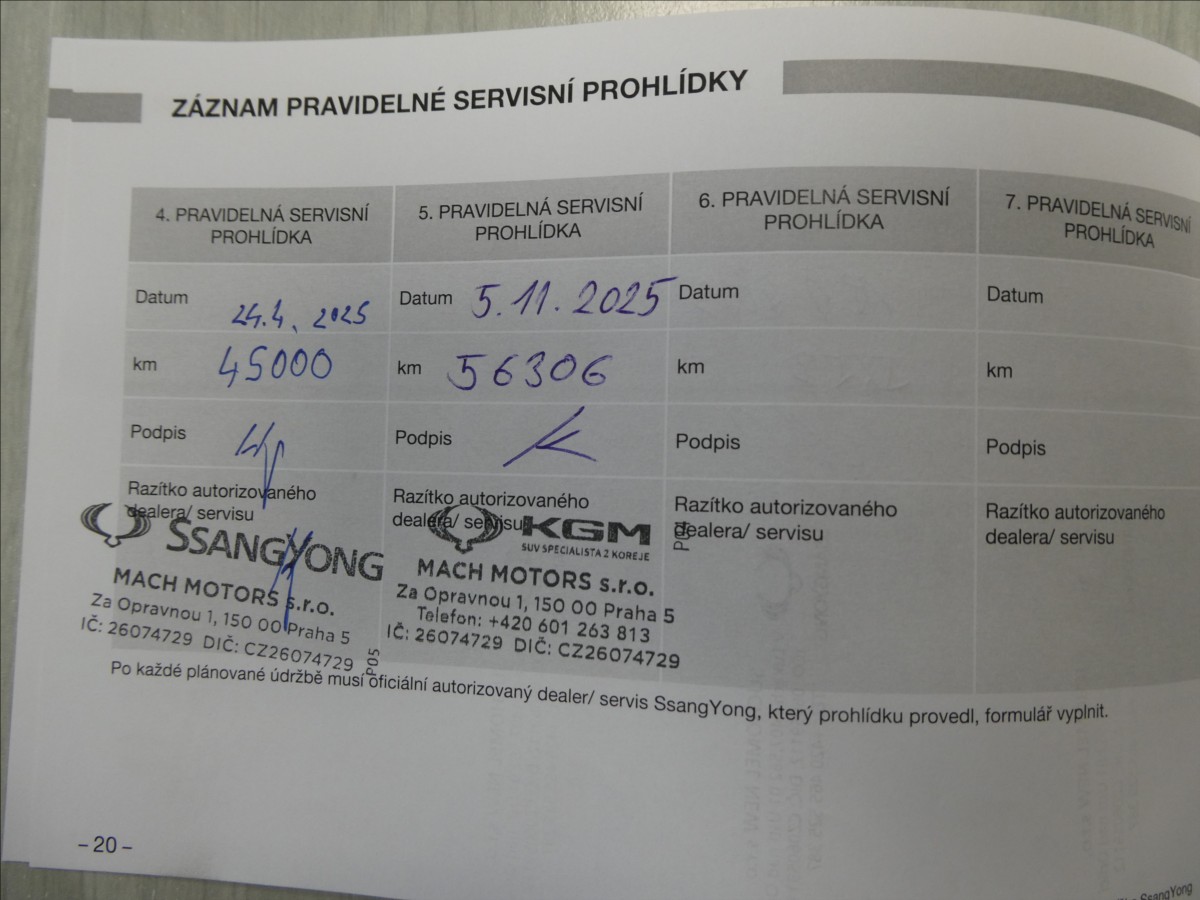 ZÁZNAM PRAVIDELNÉ SERVISNÍ PROHLÍDKY
4. PRAVIDELNÁ SERVISNÍ
PROHLÍDKA
Datum 24.4. 2025
km 45000
Podpis
Razítko autorizovaného
dealera/ servisu
SSANGYONG
MACH MOTORS s.r.o.
Za Opravnou 1, 150 00 Praha 5
IČ: 26074729 DIČ: CZ26074729
P05
5. PRAVIDELNÁ SERVISNÍ
PROHLÍDKA
Datum 5.11.2025
km 56306
Podpis
Razítko autorizovaného
dealera/ servisu
KGM
SUV SPECIALISTA Z KOREJE
MACH MOTORS s.r.o.
Za Opravnou 1, 150 00 Praha 5
Telefon: +420 601 263 813
IČ: 26074729 DIČ: CZ26074729
6. PRAVIDELNÁ SERVISNÍ
PROHLÍDKA
Datum
km
Podpis
Razítko autorizovaného
dealera/ servisu
7. PRAVIDELNÁ SERVISNÍ
PROHLÍDKA
Datum
km
Podpis
Razítko autorizovaného
dealera/ servisu
Po každé plánované údržbě musí oficiální autorizovaný dealer/ servis SsangYong, který prohlídku provedl, formulář vyplnit.
– 20 –
SsangYong